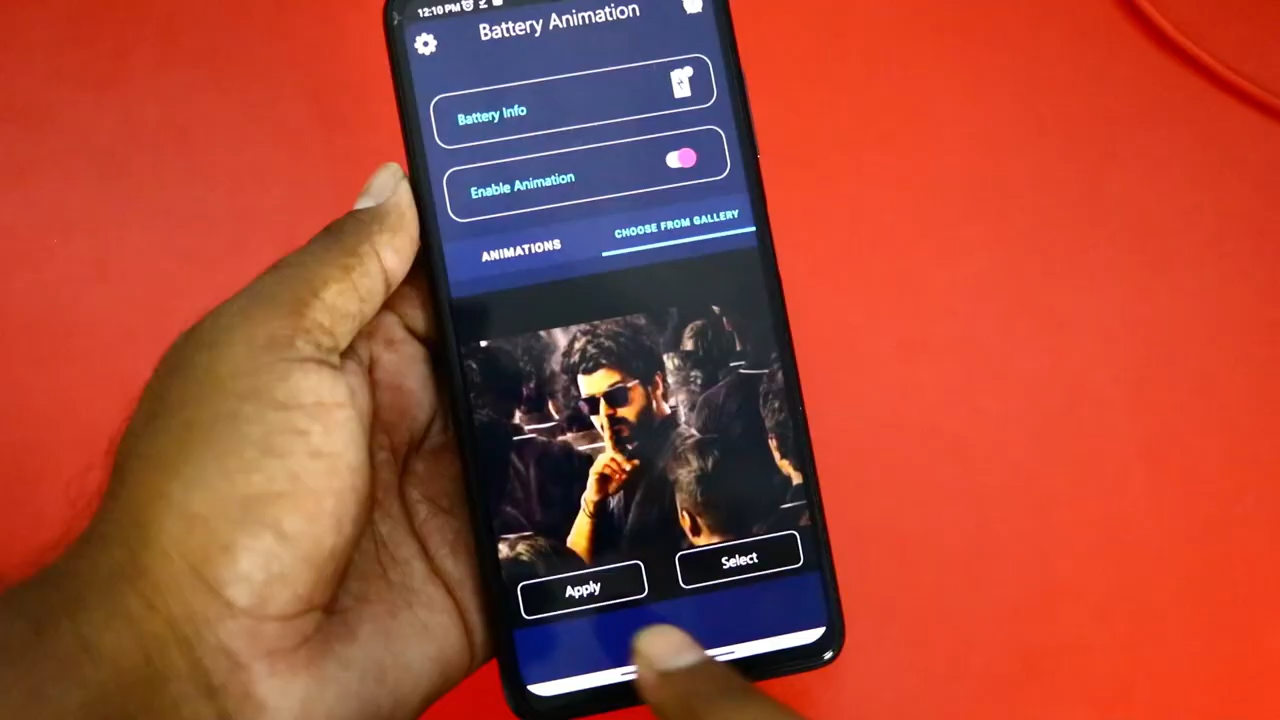 12:10 PM
Battery Animation
Battery Info
Enable Animation
ANIMATIONS
CHOOSE FROM GALLERY
Apply
Select